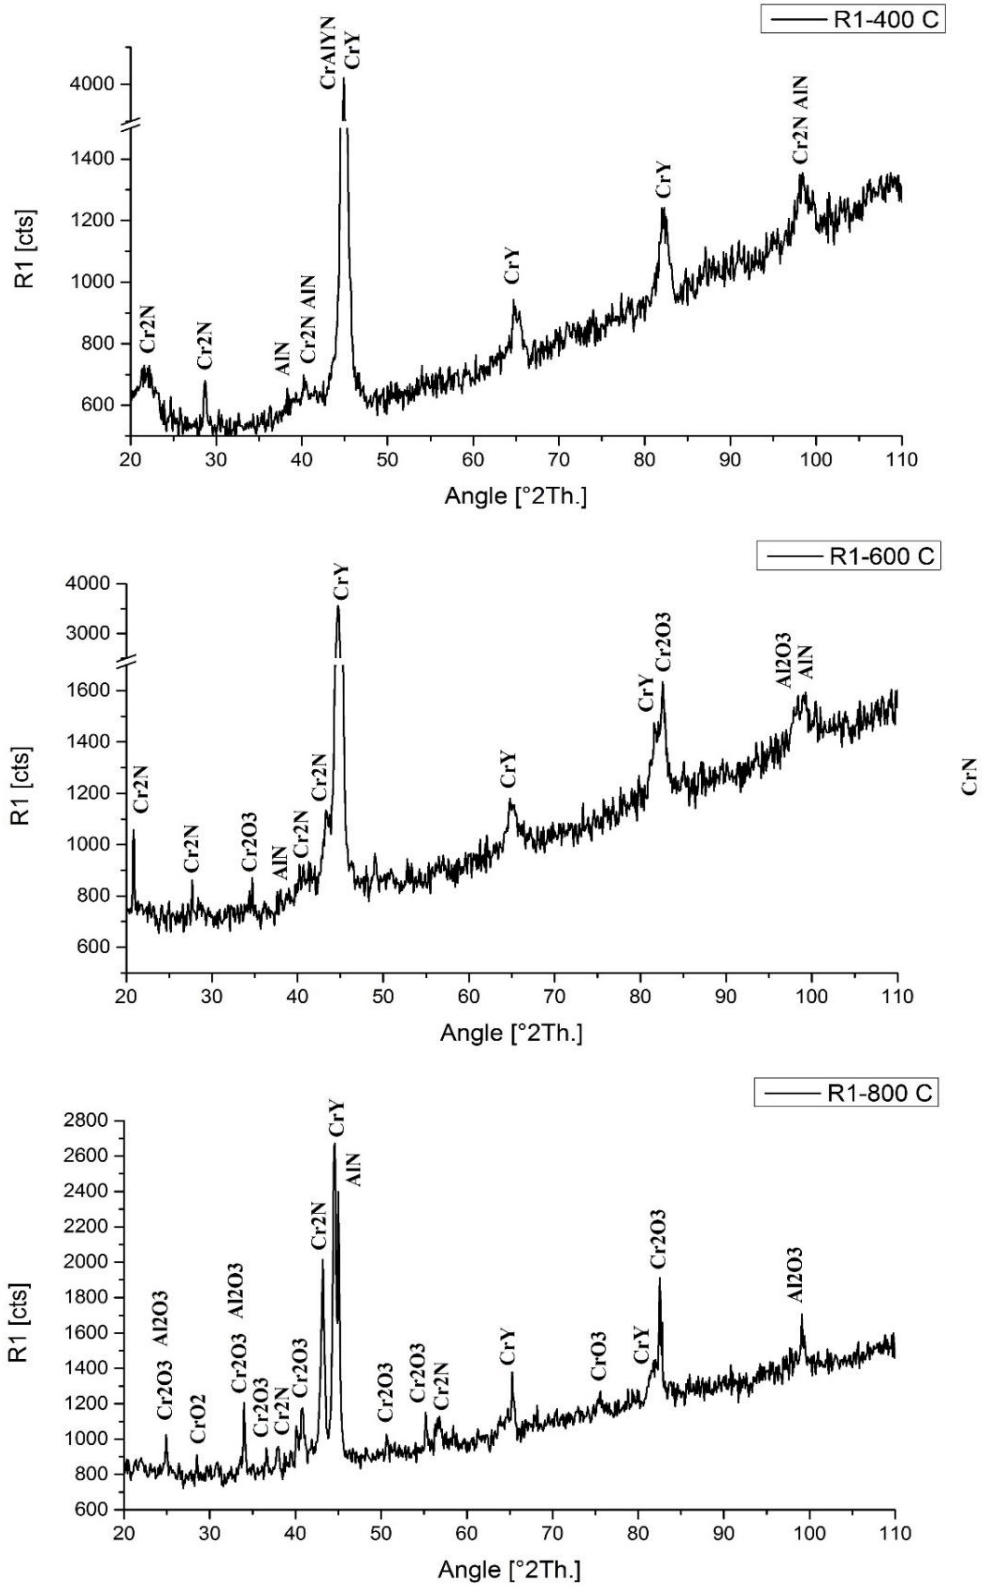 R1-400 C
CrAlYN
CrY
4000
1400
1200
1000
800
600
R1 [cts]
Cr2N
Cr2N
AlN
Cr2N AlN
CrY
CrY
Cr2N AlN
20 30 40 50 60 70 80 90 100 110
Angle [°2Th.]
R1-600 C
4000
3000
1600
1400
1200
1000
800
600
R1 [cts]
Cr2N
Cr2N
Cr2O3
AlN
Cr2N
Cr2N
CrY
CrY
CrY
Cr2O3
Al2O3
AlN
CrN
20 30 40 50 60 70 80 90 100 110
Angle [°2Th.]
R1-800 C
2800
2600
2400
2200
2000
1800
1600
1400
1200
1000
800
600
R1 [cts]
Cr2O3 Al2O3
CrO2
Cr2O3 Al2O3
Cr2O3
Cr2N
Cr2O3
Cr2N
CrY
AlN
Cr2O3
Cr2O3
Cr2N
CrY
CrO3
CrY
Cr2O3
Al2O3
20 30 40 50 60 70 80 90 100 110
Angle [°2Th.]